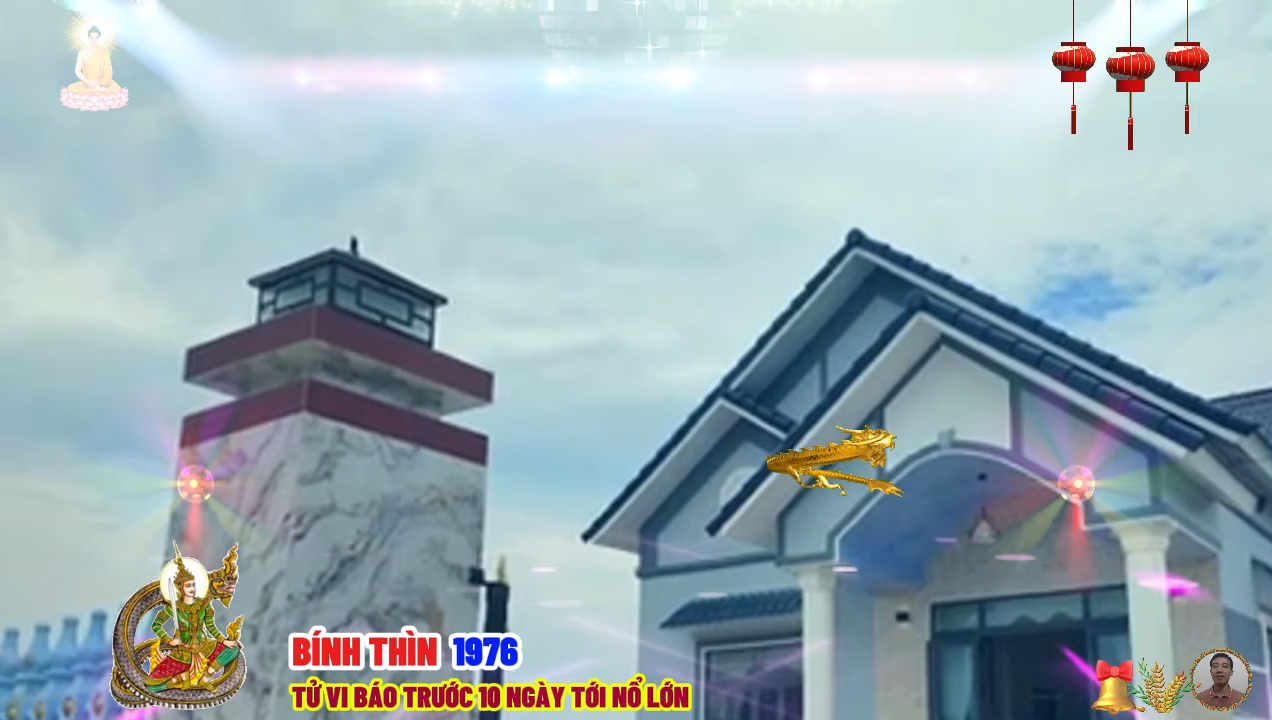 BÍNH THÌN 1976
TỬ VI BÁO TRƯỚC 10 NGÀY TỚI NỔ LỚN